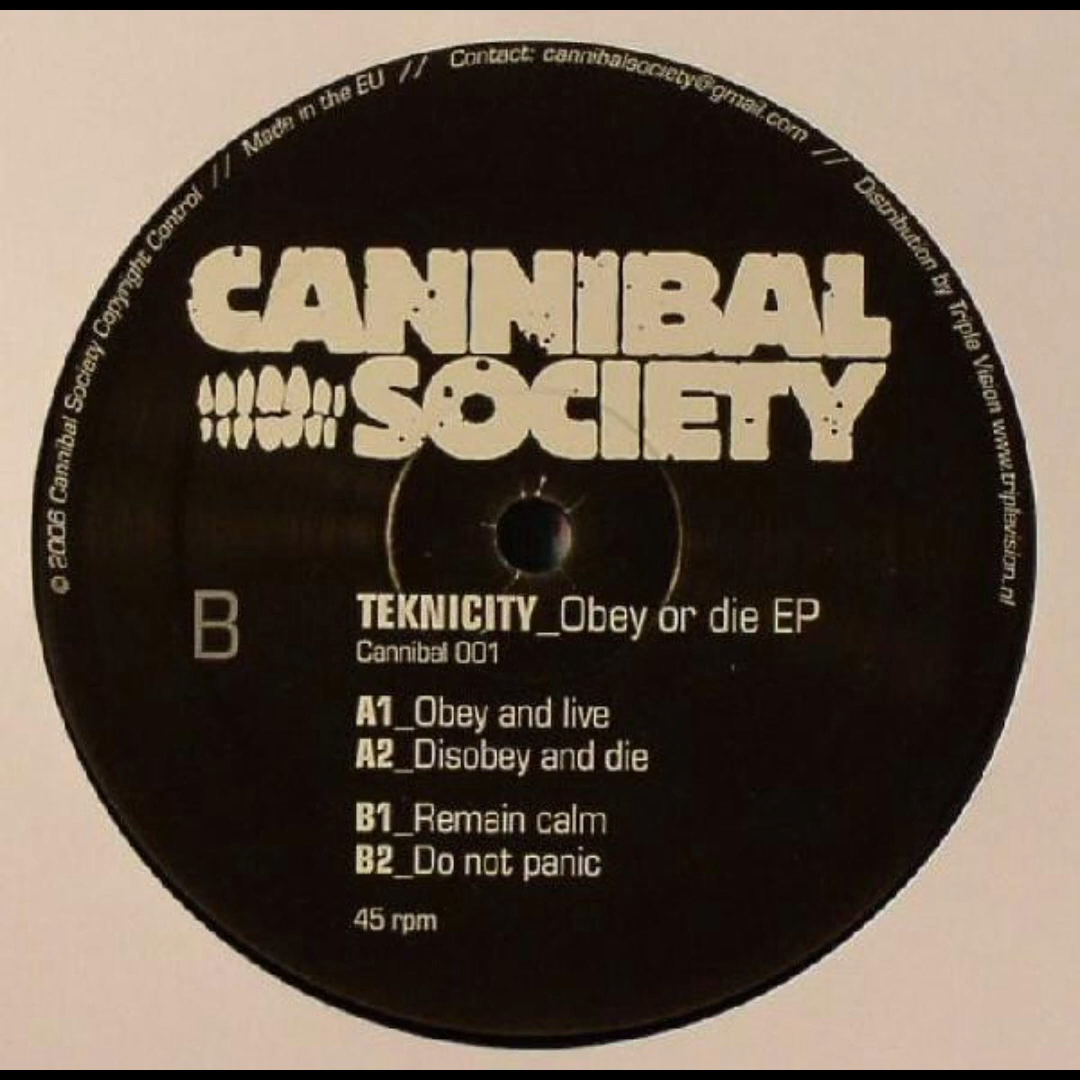 © 2006 Cannibal Society Copyright Control // Made in the EU // Contact: cannibalsociety@gmail.com // Distribution by Triple Vision www.triplevision.nl
CANNIBAL
SOCIETY
B
TEKNICITY_Obey or die EP
Cannibal 001
A1_Obey and live
A2_Disobey and die
B1_Remain calm
B2_Do not panic
45 rpm